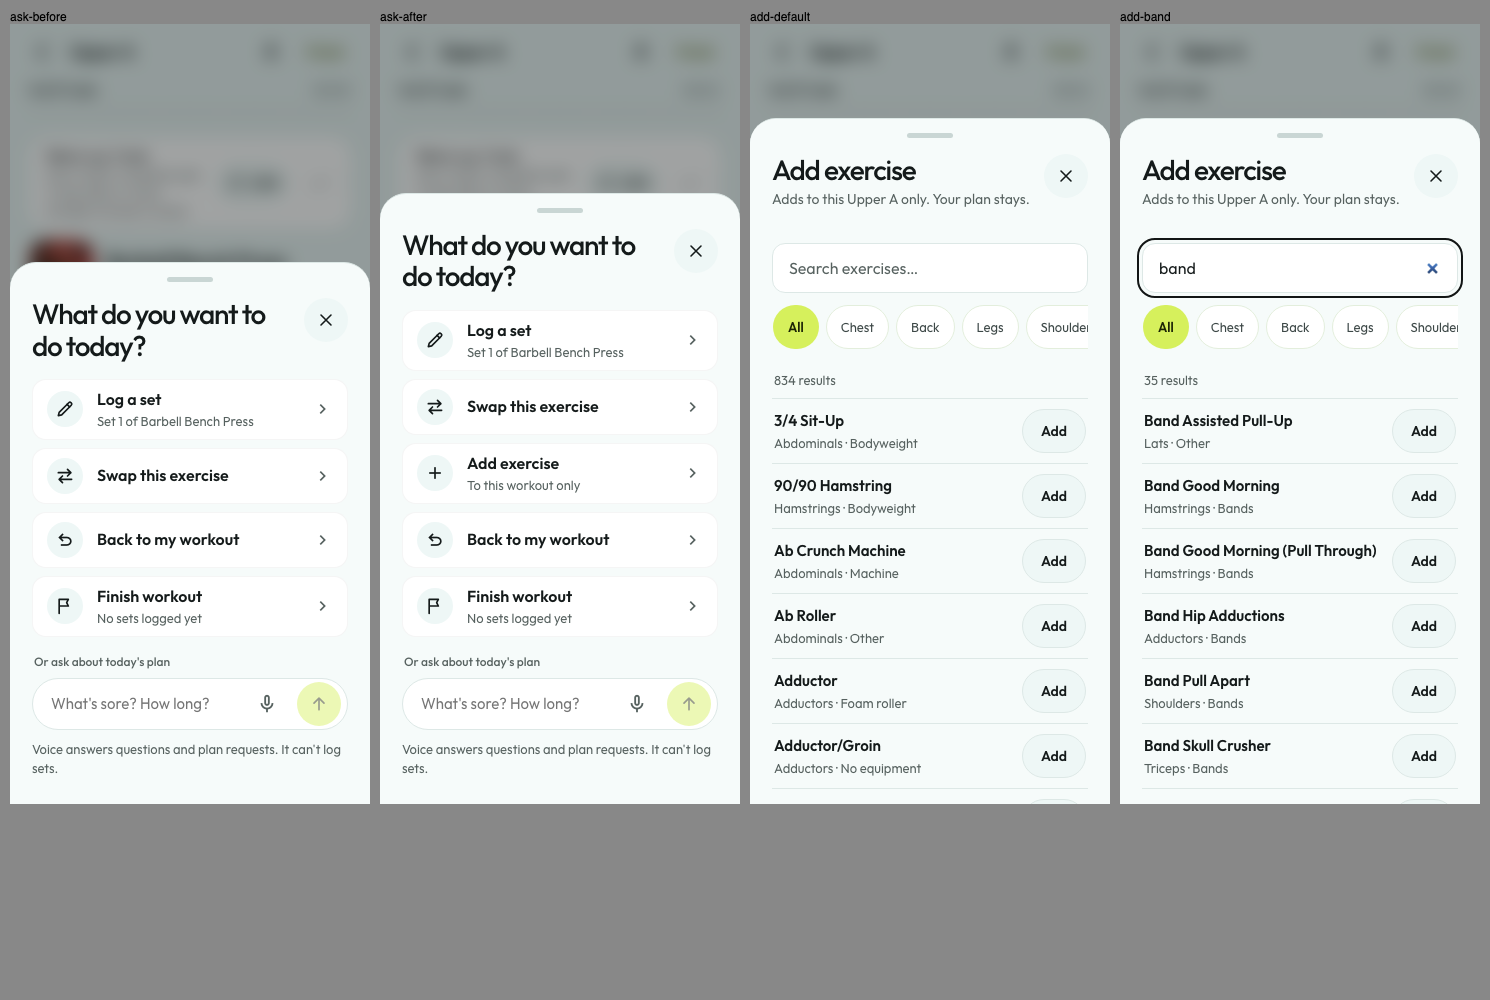 ask-before
What do you want to
do today?
Log a set
Set 1 of Barbell Bench Press
Swap this exercise
Back to my workout
Finish workout
No sets logged yet
Or ask about today's plan
What's sore? How long?
Voice answers questions and plan requests. It can't log
sets.
ask-after
What do you want to
do today?
Log a set
Set 1 of Barbell Bench Press
Swap this exercise
Add exercise
To this workout only
Back to my workout
Finish workout
No sets logged yet
Or ask about today's plan
What's sore? How long?
Voice answers questions and plan requests. It can't log
sets.
add-default
Add exercise
Adds to this Upper A only. Your plan stays.
Search exercises...
All Chest Back Legs Shoulder
834 results
3/4 Sit-Up
Abdominals · Bodyweight
Add
90/90 Hamstring
Hamstrings · Bodyweight
Add
Ab Crunch Machine
Abdominals · Machine
Add
Ab Roller
Abdominals · Other
Add
Adductor
Adductors · Foam roller
Add
Adductor/Groin
Adductors · No equipment
Add
add-band
Add exercise
Adds to this Upper A only. Your plan stays.
band
All Chest Back Legs Shoulder
35 results
Band Assisted Pull-Up
Lats · Other
Add
Band Good Morning
Hamstrings · Bands
Add
Band Good Morning (Pull Through)
Hamstrings · Bands
Add
Band Hip Adductions
Adductors · Bands
Add
Band Pull Apart
Shoulders · Bands
Add
Band Skull Crusher
Triceps · Bands
Add